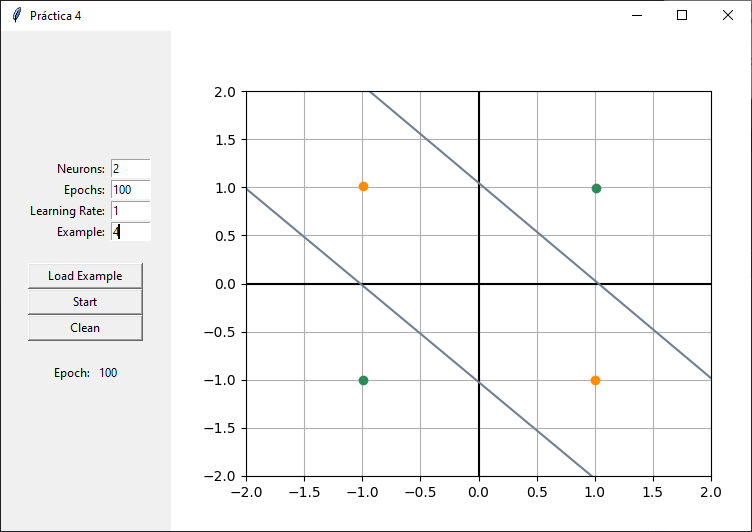 Práctica 4
Neurons: 2
Epochs: 100
Learning Rate: 1
Example: 4
Load Example
Start
Clean
Epoch: 100
2.0
1.5
1.0
0.5
0.0
−0.5
−1.0
−1.5
−2.0
−2.0 −1.5 −1.0 −0.5 0.0 0.5 1.0 1.5 2.0